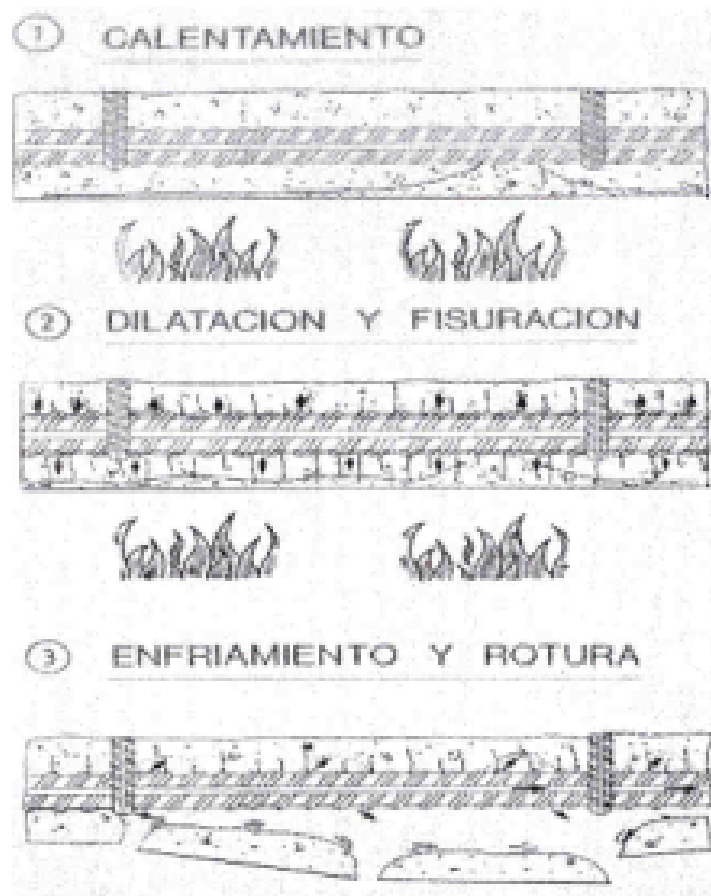 1 CALENTAMIENTO
2 DILATACION Y FISURACION
3 ENFRIAMIENTO Y ROTURA